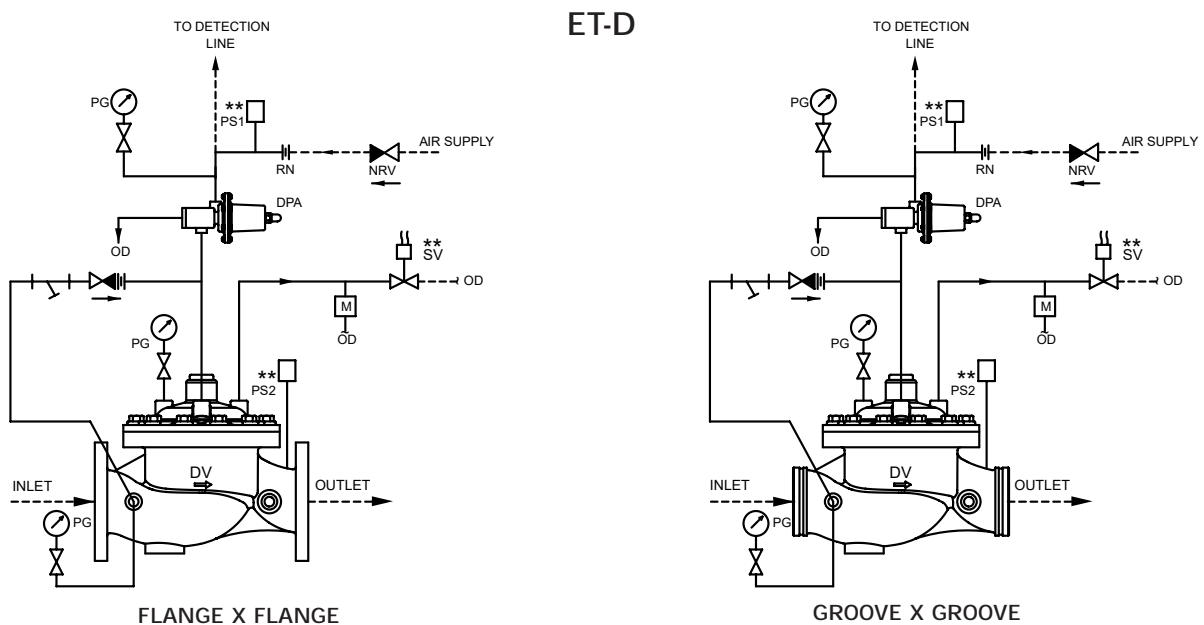 ET-D
TO DETECTION
LINE
PG
**
PS1
AIR SUPPLY
RN
NRV
DPA
OD
**
SV
OD
M
OD
PG
**
PS2
DV
INLET
OUTLET
PG
FLANGE X FLANGE
TO DETECTION
LINE
PG
**
PS1
AIR SUPPLY
RN
NRV
DPA
OD
**
SV
OD
M
OD
PG
**
PS2
DV
INLET
OUTLET
PG
GROOVE X GROOVE